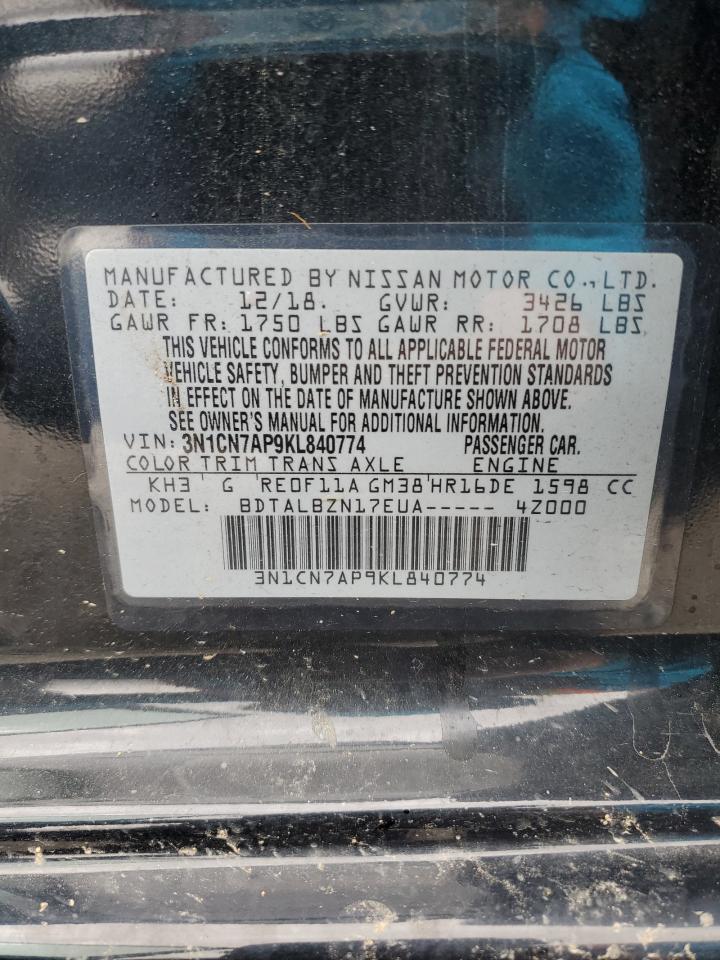 MANUFACTURED BY NISSAN MOTOR CO.,LTD.
DATE: 12/18. GVWR: 3426 LBS
GAWR FR: 1750 LBS GAWR RR: 1708 LBS
THIS VEHICLE CONFORMS TO ALL APPLICABLE FEDERAL MOTOR
VEHICLE SAFETY, BUMPER AND THEFT PREVENTION STANDARDS
IN EFFECT ON THE DATE OF MANUFACTURE SHOWN ABOVE.
SEE OWNER'S MANUAL FOR ADDITIONAL INFORMATION.
VIN: 3N1CN7AP9KL840774 PASSENGER CAR.
COLOR TRIM TRANS AXLE ENGINE
KH3 ' G RE0F11A GM38'HR16DE 1598 CC
MODEL: BDTALBZN17EUA----- 4Z000
3N1CN7AP9KL840774